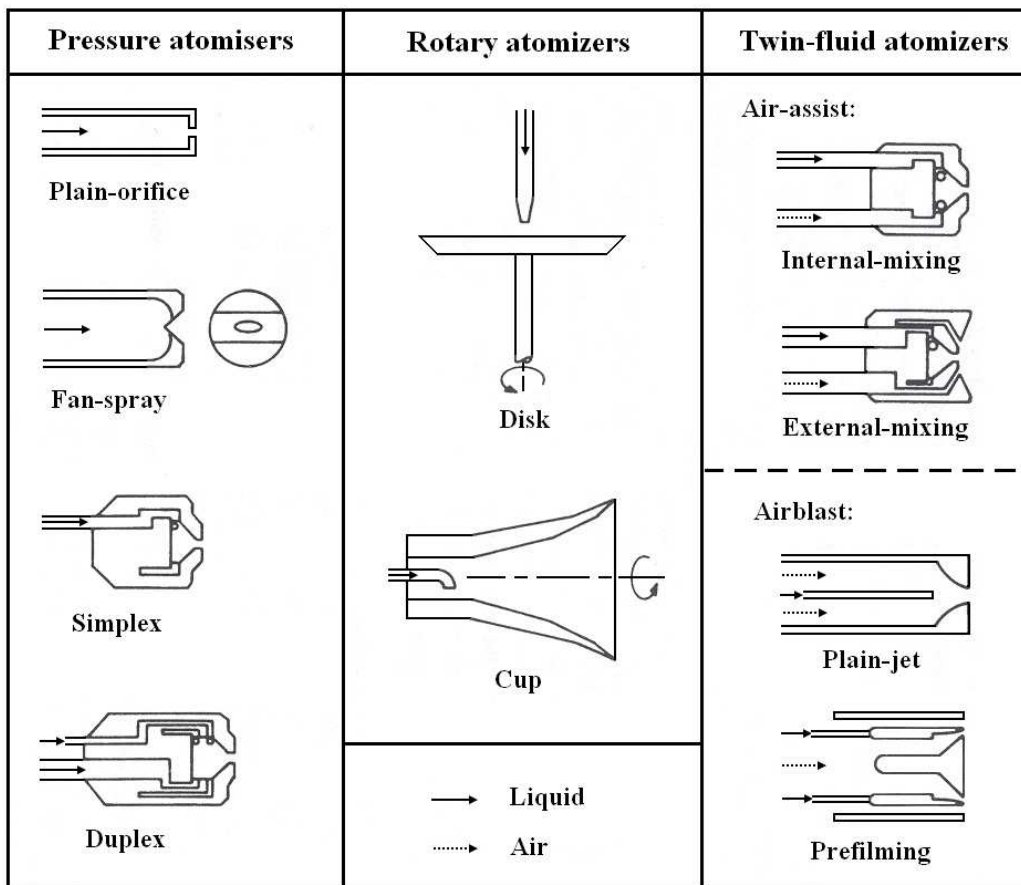 Pressure atomisers
Plain-orifice
Fan-spray
Simplex
Duplex
Rotary atomizers
Disk
Cup
Liquid
Air
Twin-fluid atomizers
Air-assist:
Internal-mixing
External-mixing
Airblast:
Plain-jet
Prefilming